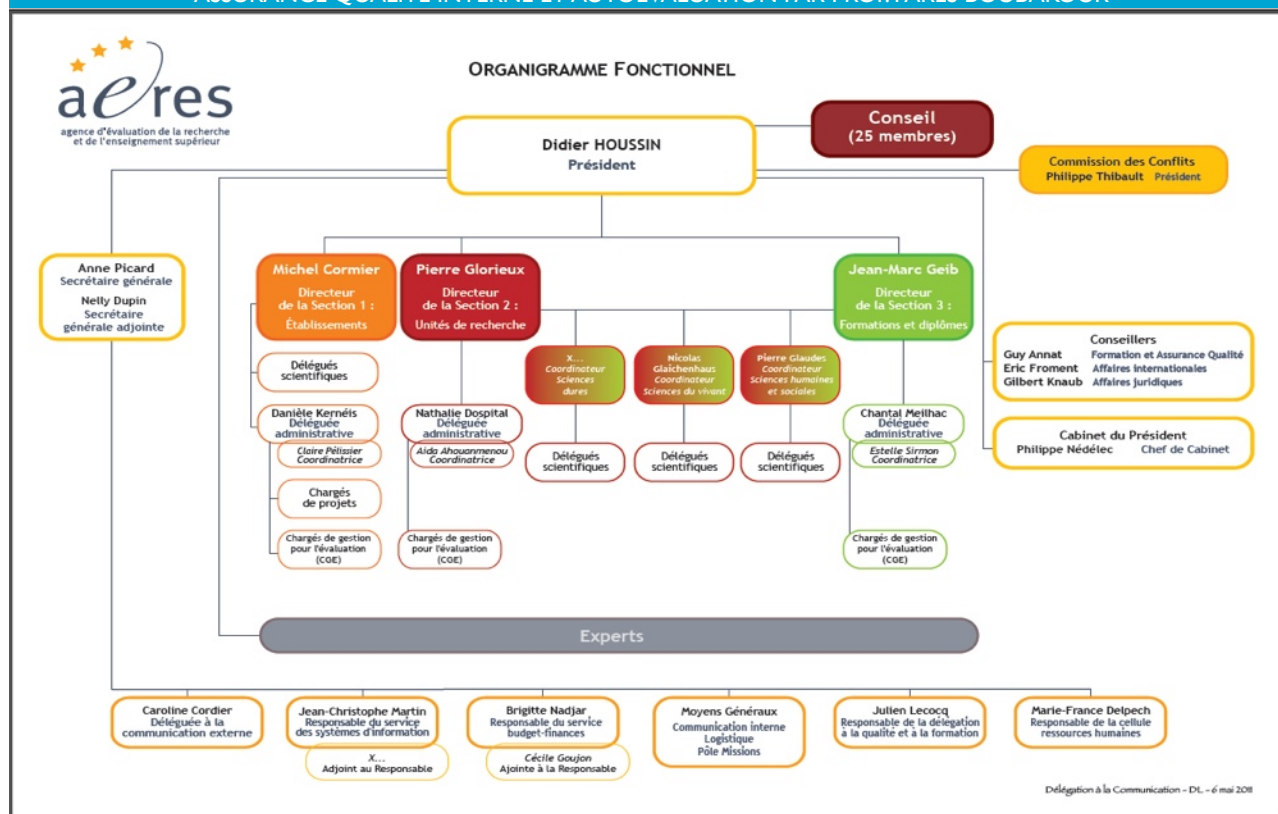 ASSURANCE QUALITE INTERNE ET AUTOEVALUATION PAR PROM FARES BOUBAKOUR
aeres
agence d'évaluation de la recherche
et de l'enseignement supérieur
ORGANIGRAMME FONCTIONNEL
Conseil
(25 membres)
Didier HOUSSIN
Président
Commission des Conflits
Philippe Thibault Président
Anne Picard
Secrétaire générale
Nelly Dupin
Secrétaire
générale adjointe
Michel Cormier
Directeur
de la Section 1 :
Établissements
Pierre Glorieux
Directeur
de la Section 2 :
Unités de recherche
Jean-Marc Geib
Directeur
de la Section 3 :
Formations et diplômes
Conseillers
Guy Annat Formation et Assurance Qualité
Eric Froment Affaires internationales
Gilbert Knaub Affaires juridiques
Cabinet du Président
Philippe Nédélec Chef de Cabinet
Délégués
scientifiques
X...
Coordinateur
Sciences
dures
Nicolas
Glaichenhaus
Coordinateur
Sciences du vivant
Pierre Glaudes
Coordinateur
Sciences humaines
et sociales
Danièle Kernéis
Déléguée
administrative
Claire Pélissier
Coordinatrice
Nathalie Dospital
Déléguée
administrative
Aida Ahouanmenou
Coordinatrice
Délégués
scientifiques
Délégués
scientifiques
Délégués
scientifiques
Chantal Meilhac
Déléguée
administrative
Estelle Sirmon
Coordinatrice
Chargés
de projets
Chargés de gestion
pour l'évaluation
(CGE)
Chargés de gestion
pour l'évaluation
(CGE)
Chargés de gestion
pour l'évaluation
(CGE)
Experts
Caroline Cordier
Déléguée à la
communication externe
Jean-Christophe Martin
Responsable du service
des systèmes d'information
X...
Adjoint au Responsable
Brigitte Nadjar
Responsable du service
budget-finances
Cécile Goujon
Ajointe à la Responsable
Moyens Généraux
Communication interne
Logistique
Pôle Missions
Julien Lecocq
Responsable de la délégation
à la qualité et à la formation
Marie-France Delpech
Responsable de la cellule
ressources humaines
Délégation à la Communication - DL - 6 mai 2011